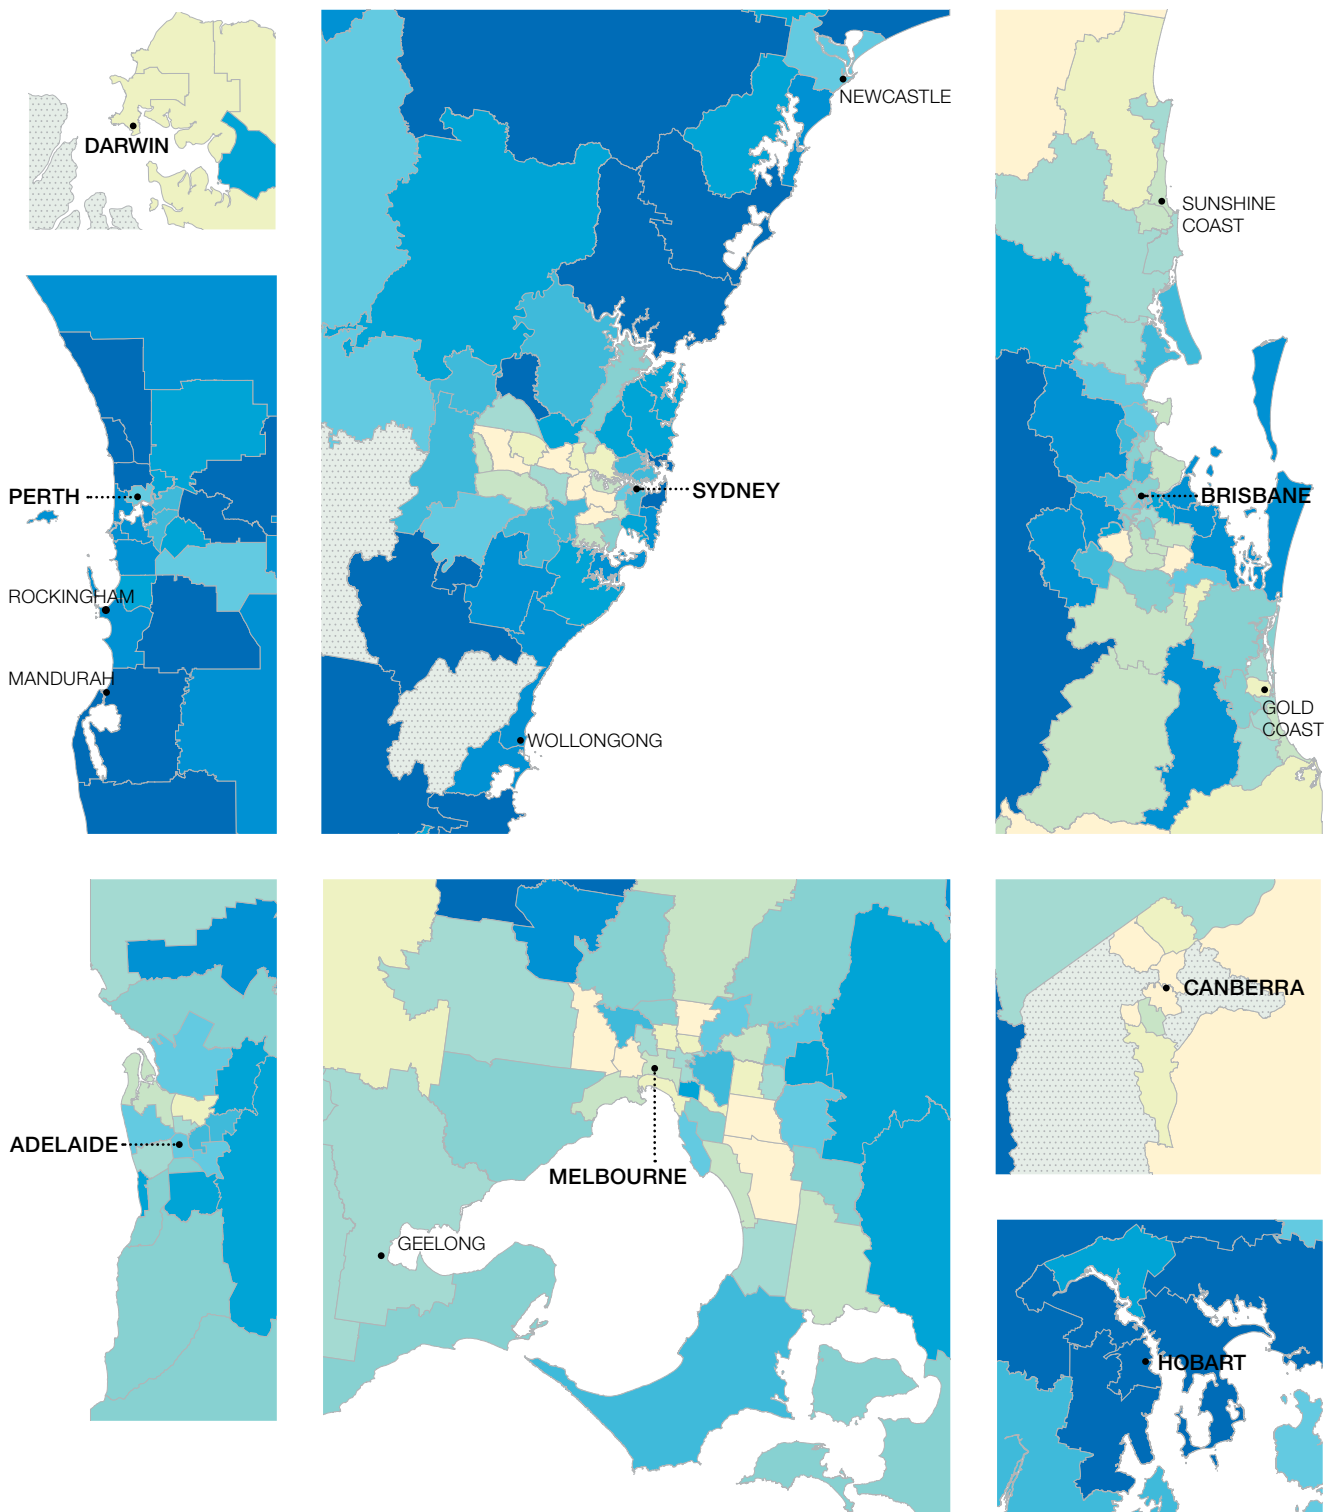 NEWCASTLE
DARWIN
SUNSHINE
COAST
PERTH
SYDNEY
BRISBANE
ROCKINGHAM
MANDURAH
WOLLONGONG
GOLD
COAST
CANBERRA
ADELAIDE
MELBOURNE
GEELONG
HOBART